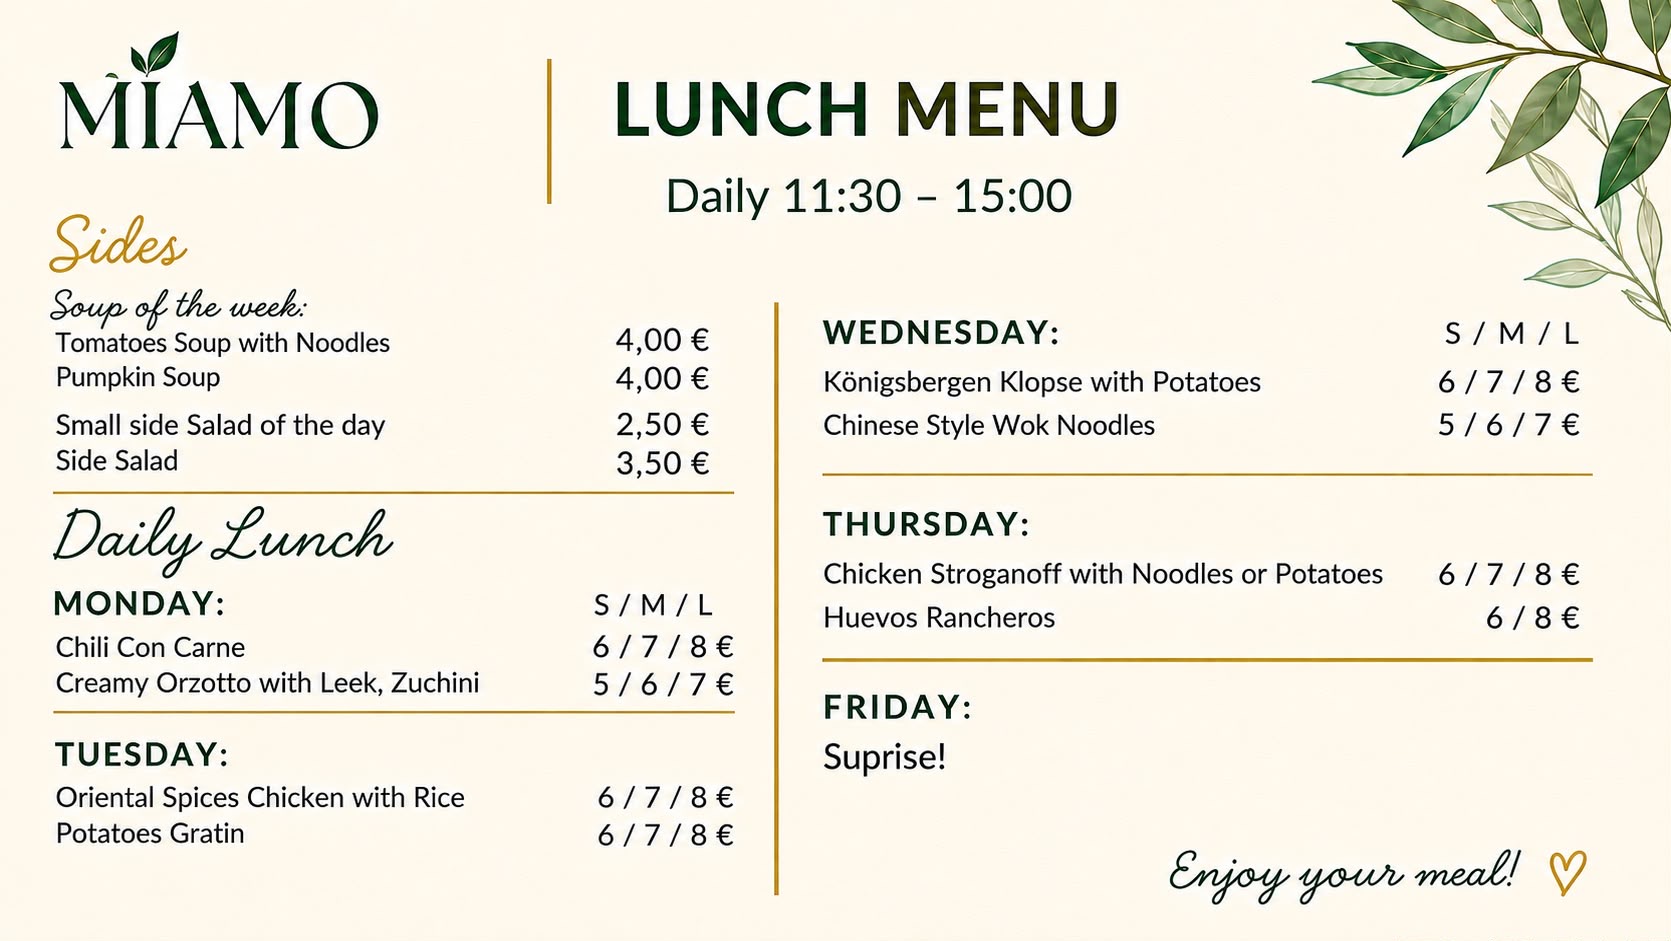 MIAMO
LUNCH MENU
Daily 11:30 – 15:00
Sides
Soup of the week:
Tomatoes Soup with Noodles 4,00 €
Pumpkin Soup 4,00 €
Small side Salad of the day 2,50 €
Side Salad 3,50 €
Daily Lunch
MONDAY: S / M / L
Chili Con Carne 6 / 7 / 8 €
Creamy Orzotto with Leek, Zuchini 5 / 6 / 7 €
TUESDAY:
Oriental Spices Chicken with Rice 6 / 7 / 8 €
Potatoes Gratin 6 / 7 / 8 €
WEDNESDAY: S / M / L
Königsbergen Klopse with Potatoes 6 / 7 / 8 €
Chinese Style Wok Noodles 5 / 6 / 7 €
THURSDAY:
Chicken Stroganoff with Noodles or Potatoes 6 / 7 / 8 €
Huevos Rancheros 6 / 8 €
FRIDAY:
Suprise!
Enjoy your meal!